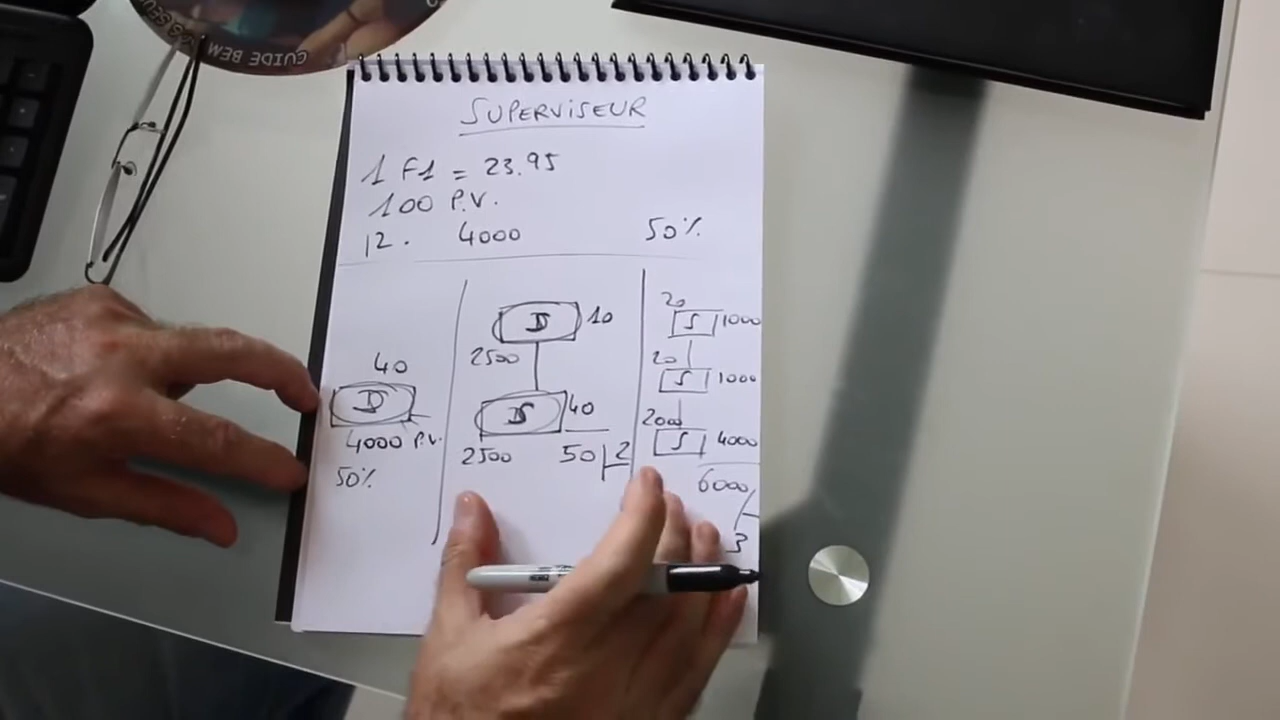 GUIDE BEM
SUPERVISEUR
1 F1 = 23.95
100 P.V.
12. 4000 50%
40
D
4000 P.V.
50%
D 10
2500
D 40
2500 50 2
20
S 1000
20
S 1000
2000
S 4000
6000
3